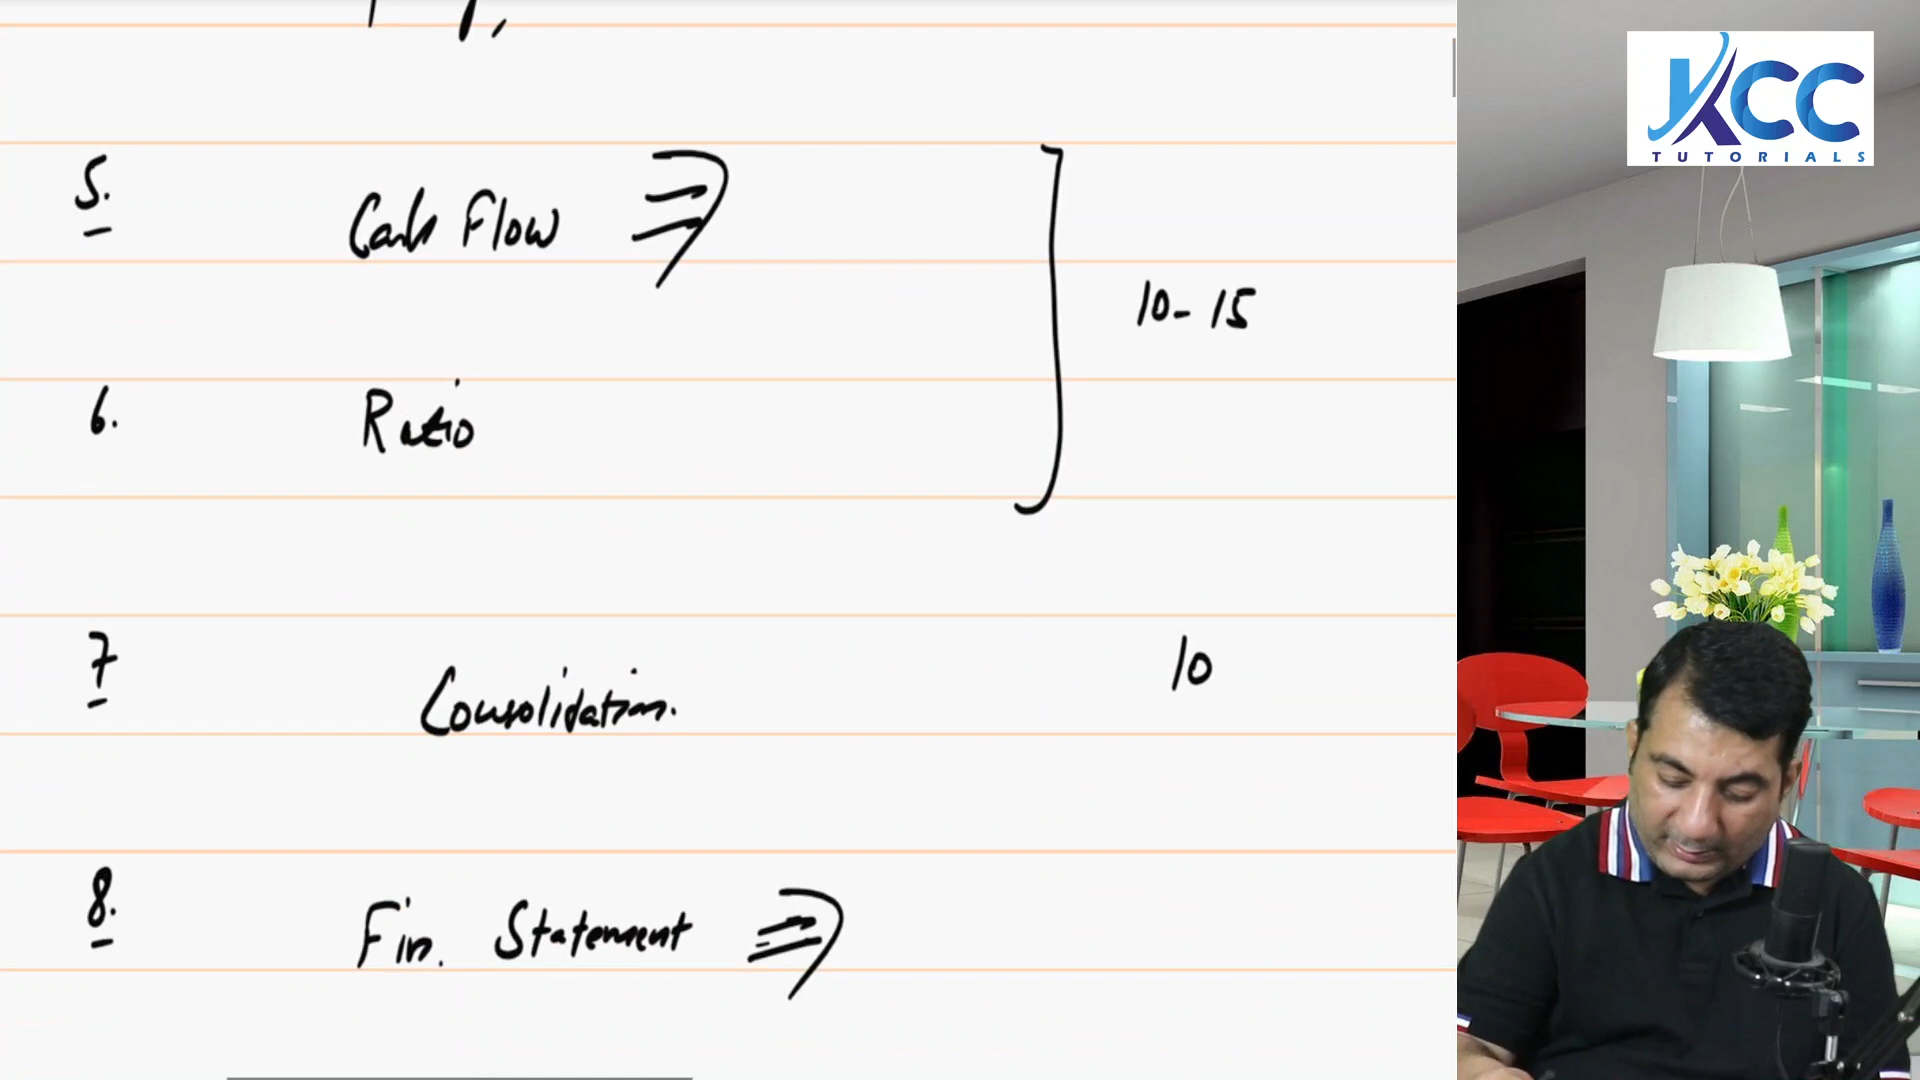 KCC
TUTORIALS
5.
Cash Flow
10-15
6.
Ratio
7
Consolidation.
10
8.
Fin. Statement